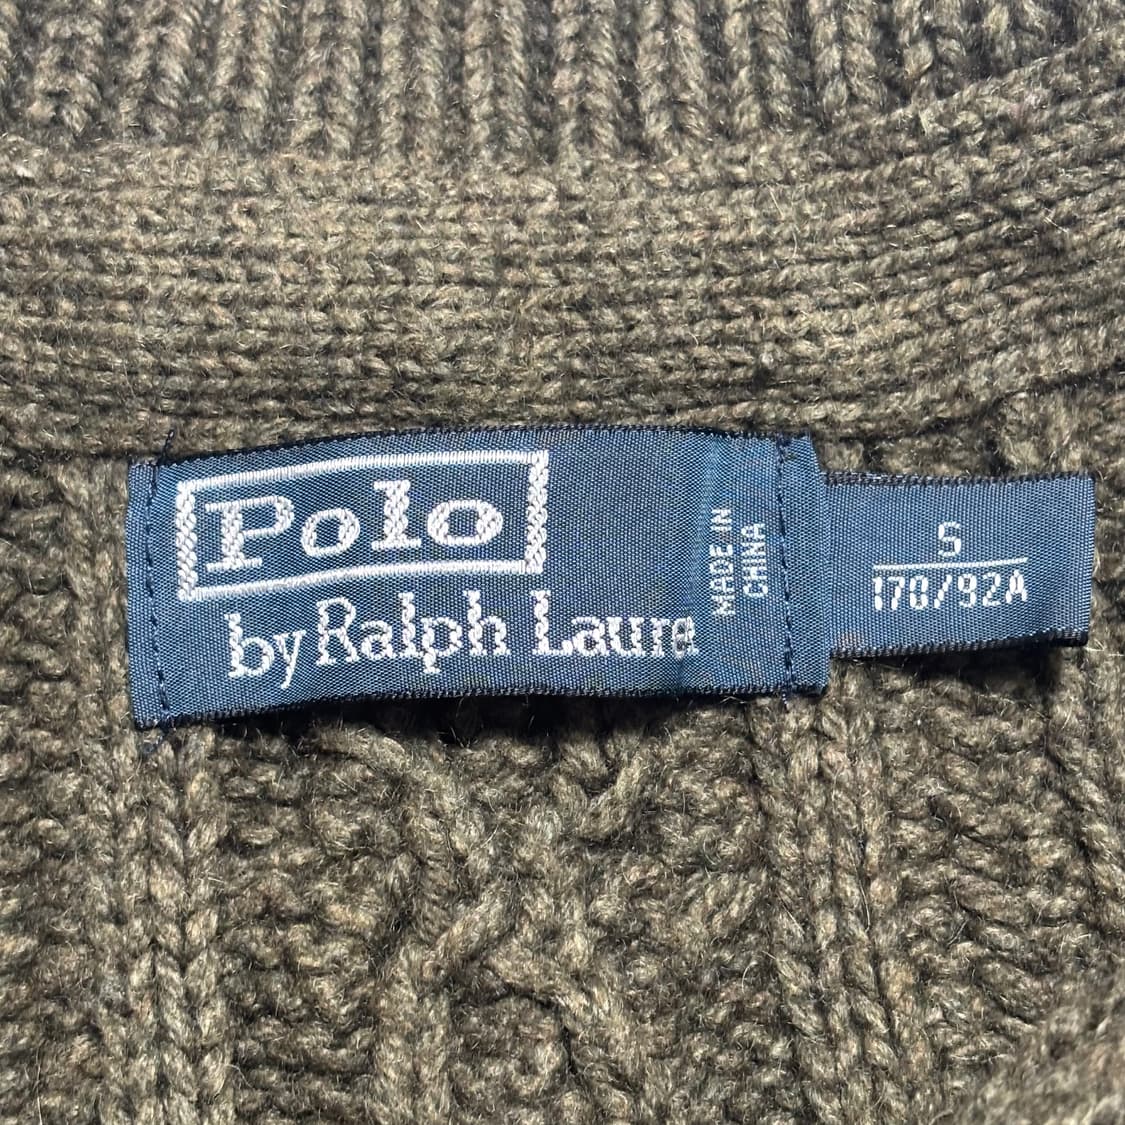 Polo
by Ralph Laure
MADE IN
CHINA
S
170/92A